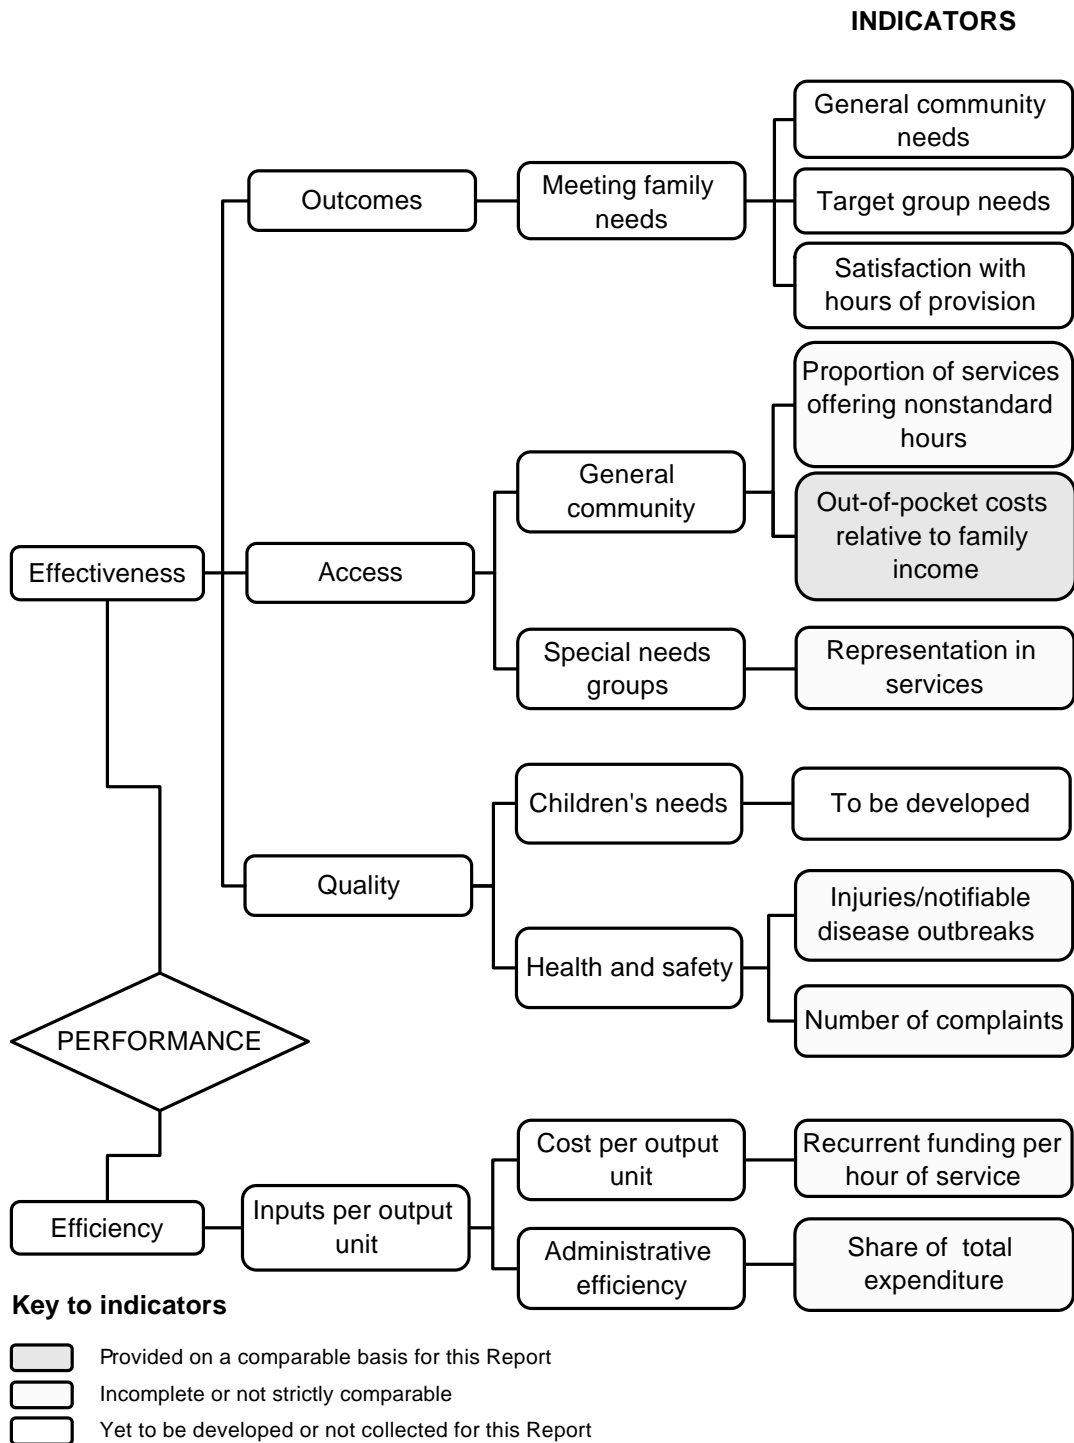 INDICATORS
General community
needs
Outcomes
Meeting family
needs
Target group needs
Satisfaction with
hours of provision
Proportion of services
offering nonstandard
hours
General
community
Out-of-pocket costs
relative to family
income
Effectiveness
Access
Special needs
groups
Representation in
services
Children's needs
To be developed
Quality
Injuries/notifiable
disease outbreaks
Health and safety
Number of complaints
PERFORMANCE
Cost per output
unit
Recurrent funding per
hour of service
Efficiency
Inputs per output
unit
Administrative
efficiency
Share of total
expenditure
Key to indicators
Provided on a comparable basis for this Report
Incomplete or not strictly comparable
Yet to be developed or not collected for this Report